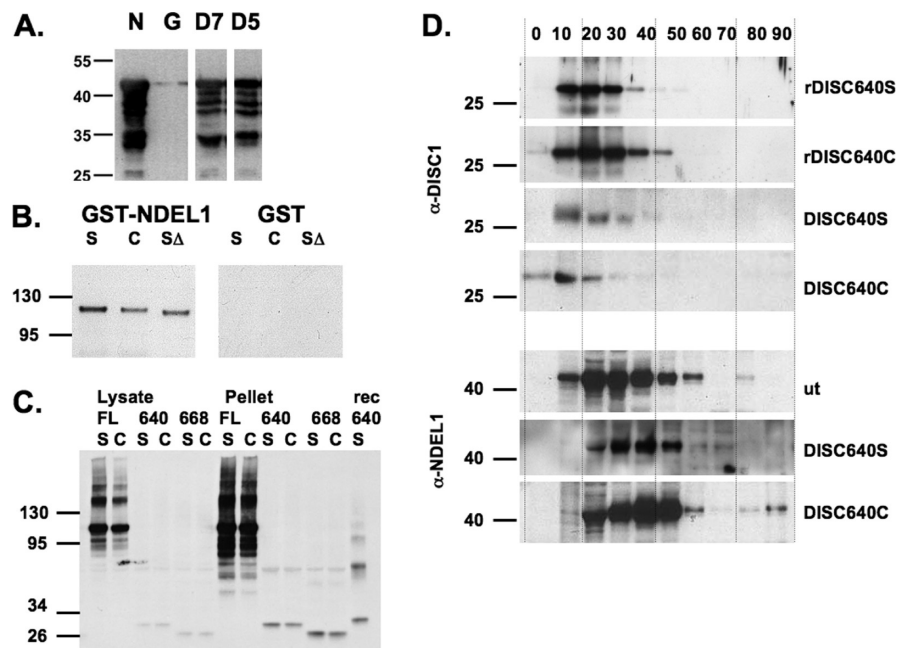 A.
N G D7 D5
55
40
35
25
B.
GST-NDEL1 GST
S C SΔ S C SΔ
130
95
C.
Lysate Pellet rec
FL 640 668 FL 640 668 640
S C S C S C S C S C S C S
130
95
34
26
D.
0 10 20 30 40 50 60 70 80 90
α-DISC1
25 rDISC640S
25 rDISC640C
25 DISC640S
25 DISC640C
α-NDEL1
40 ut
40 DISC640S
40 DISC640C